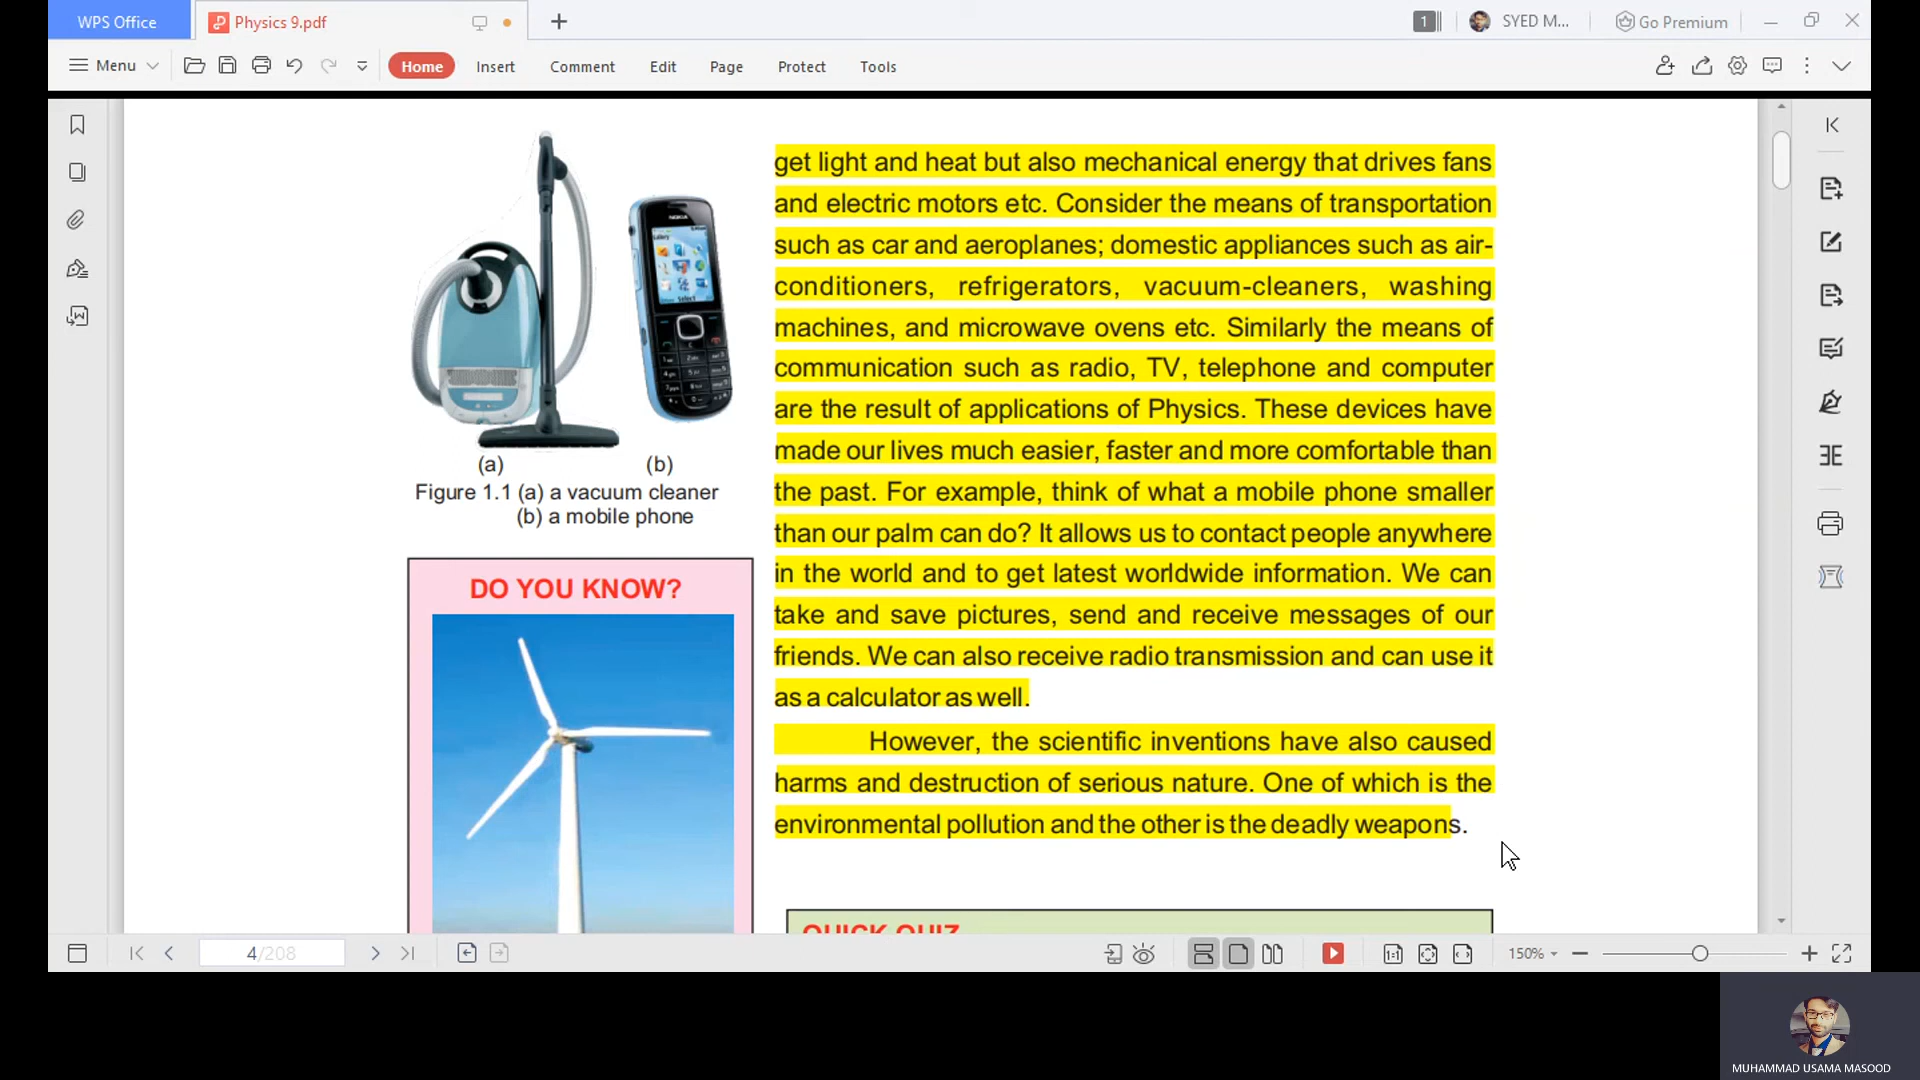 WPS Office
Physics 9.pdf
1
SYED M...
Go Premium
Menu
Home
Insert
Comment
Edit
Page
Protect
Tools
NOKIA
(a)
(b)
Figure 1.1 (a) a vacuum cleaner
(b) a mobile phone
DO YOU KNOW?
get light and heat but also mechanical energy that drives fans
and electric motors etc. Consider the means of transportation
such as car and aeroplanes; domestic appliances such as air-
conditioners, refrigerators, vacuum-cleaners, washing
machines, and microwave ovens etc. Similarly the means of
communication such as radio, TV, telephone and computer
are the result of applications of Physics. These devices have
made our lives much easier, faster and more comfortable than
the past. For example, think of what a mobile phone smaller
than our palm can do? It allows us to contact people anywhere
in the world and to get latest worldwide information. We can
take and save pictures, send and receive messages of our
friends. We can also receive radio transmission and can use it
as a calculator as well.
However, the scientific inventions have also caused
harms and destruction of serious nature. One of which is the
environmental pollution and the other is the deadly weapons.
QUICK QUIZ
4/208
150%
MUHAMMAD USAMA MASOOD